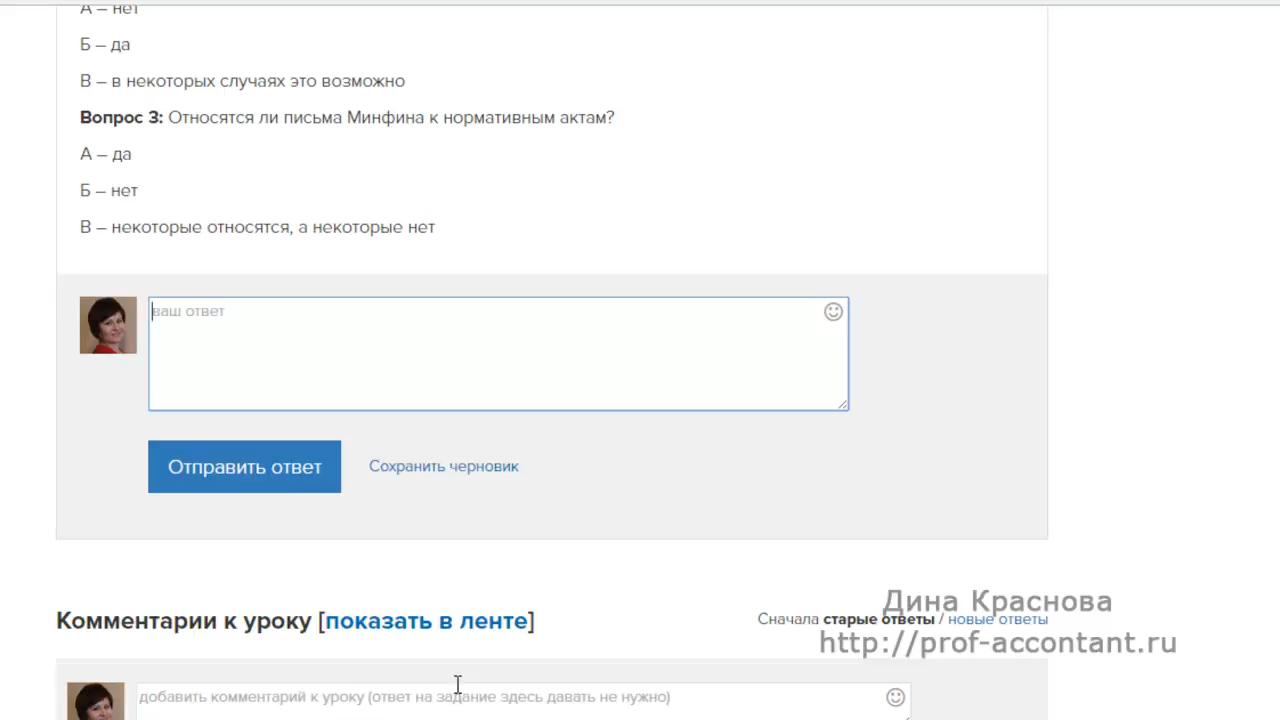 А – нет
Б – да
В – в некоторых случаях это возможно
Вопрос 3: Относятся ли письма Минфина к нормативным актам?
А – да
Б – нет
В – некоторые относятся, а некоторые нет
ваш ответ
Отправить ответ
Сохранить черновик
Комментарии к уроку [показать в ленте]
Сначала старые ответы / новые ответы
Дина Краснова
http://prof-accontant.ru
добавить комментарий к уроку (ответ на задание здесь давать не нужно)